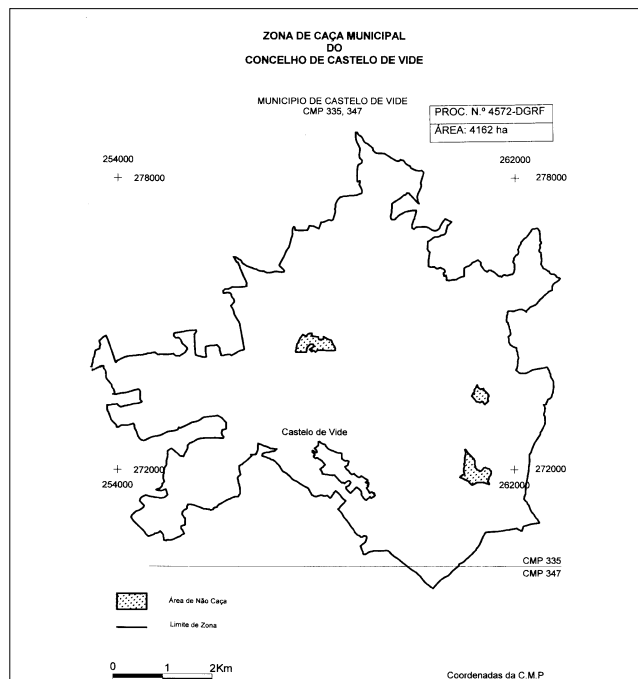 ZONA DE CAÇA MUNICIPAL
DO
CONCELHO DE CASTELO DE VIDE
MUNICIPIO DE CASTELO DE VIDE
CMP 335, 347
PROC. N.º 4572-DGRF
ÁREA: 4162 ha
254000
278000
262000
278000
Castelo de Vide
272000
254000
272000
262000
CMP 335
CMP 347
Área de Não Caça
Limite de Zona
0 1 2Km
Coordenadas da C.M.P